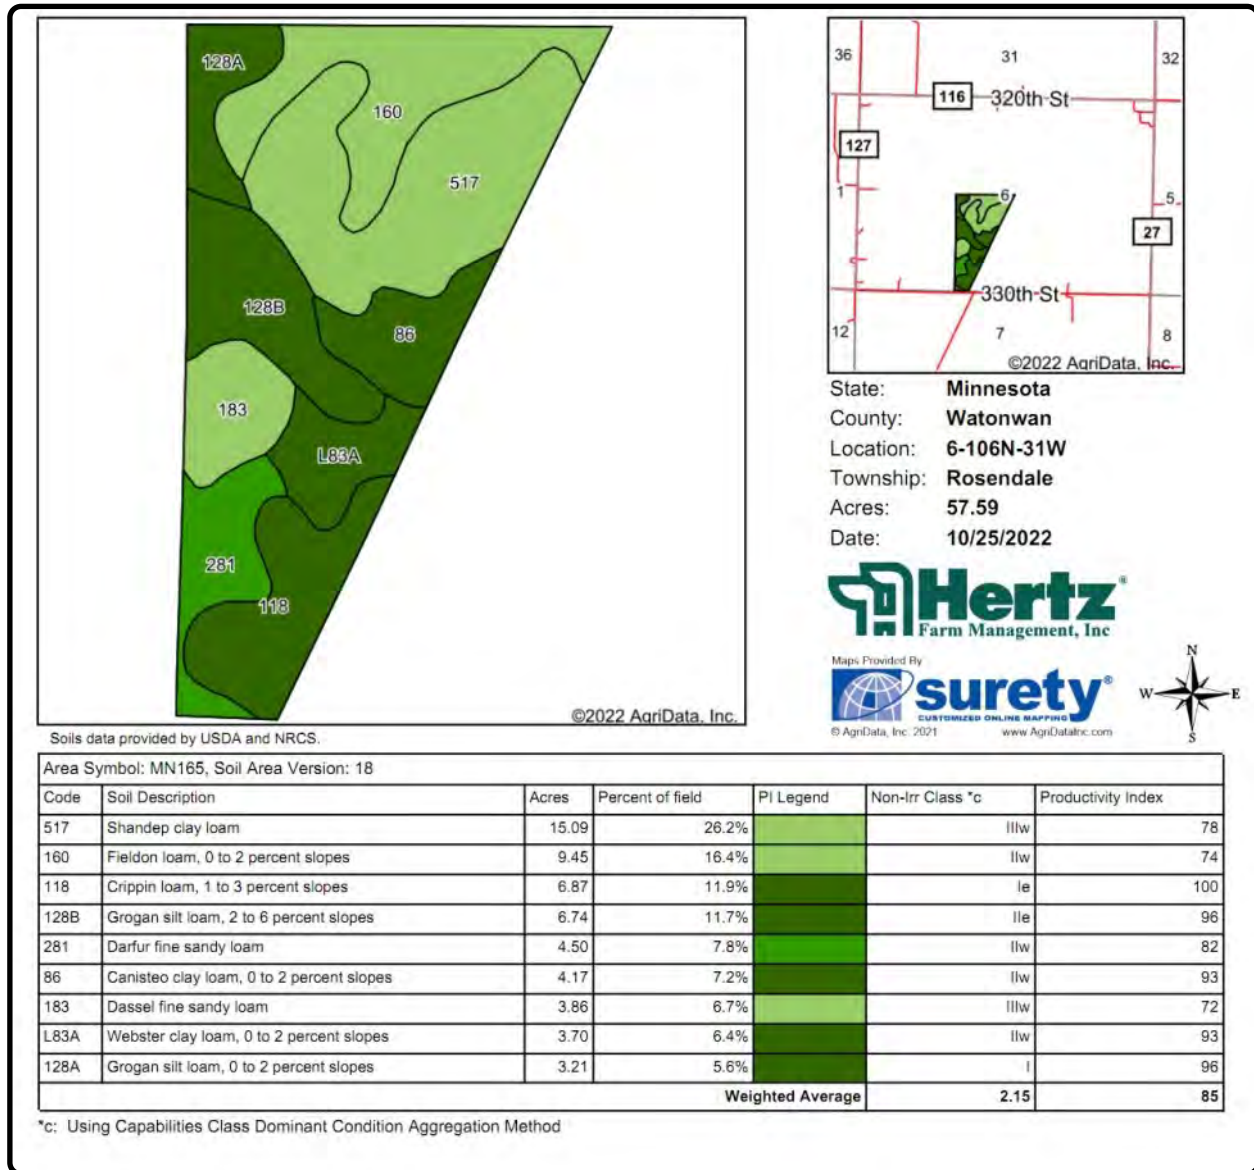 128A
160
517
128B
86
183
L83A
281
118
©2022 AgriData, Inc.
36
31
32
116
320th St
127
1
6
5
27
330th St
12
7
8
©2022 AgriData, Inc.
State: Minnesota
County: Watonwan
Location: 6-106N-31W
Township: Rosendale
Acres: 57.59
Date: 10/25/2022
Hertz®
Farm Management, Inc
Maps Provided By
surety®
CUSTOMIZED ONLINE MAPPING
© AgriData, Inc. 2021 www.AgriDataInc.com
N
W E
S
Soils data provided by USDA and NRCS.
Area Symbol: MN165, Soil Area Version: 18
Code Soil Description Acres Percent of field PI Legend Non-Irr Class *c Productivity Index
517 Shandep clay loam 15.09 26.2% IIIw 78
160 Fieldon loam, 0 to 2 percent slopes 9.45 16.4% IIw 74
118 Crippin loam, 1 to 3 percent slopes 6.87 11.9% Ie 100
128B Grogan silt loam, 2 to 6 percent slopes 6.74 11.7% IIe 96
281 Darfur fine sandy loam 4.50 7.8% IIw 82
86 Canisteo clay loam, 0 to 2 percent slopes 4.17 7.2% IIw 93
183 Dassel fine sandy loam 3.86 6.7% IIIw 72
L83A Webster clay loam, 0 to 2 percent slopes 3.70 6.4% IIw 93
128A Grogan silt loam, 0 to 2 percent slopes 3.21 5.6% I 96
Weighted Average 2.15 85
*c: Using Capabilities Class Dominant Condition Aggregation Method